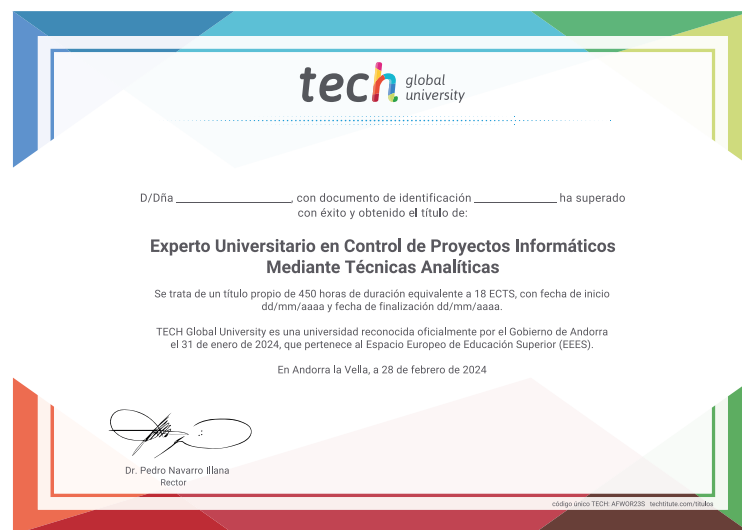 tech global university
D/Dña ____________________, con documento de identificación ______________ ha superado
con éxito y obtenido el título de:
Experto Universitario en Control de Proyectos Informáticos
Mediante Técnicas Analíticas
Se trata de un título propio de 450 horas de duración equivalente a 18 ECTS, con fecha de inicio
dd/mm/aaaa y fecha de finalización dd/mm/aaaa.
TECH Global University es una universidad reconocida oficialmente por el Gobierno de Andorra
el 31 de enero de 2024, que pertenece al Espacio Europeo de Educación Superior (EEES).
En Andorra la Vella, a 28 de febrero de 2024
Dr. Pedro Navarro Illana
Rector
código único TECH: AFWOR23S techtitute.com/titulos